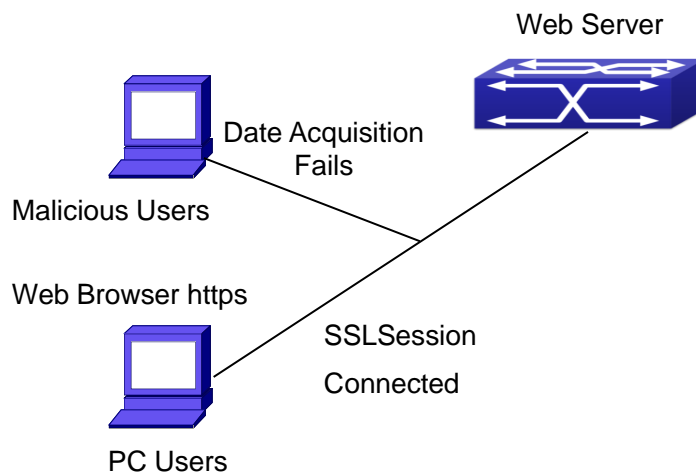 Web Server
Date Acquisition
Fails
Malicious Users
Web Browser https
SSLSession
Connected
PC Users